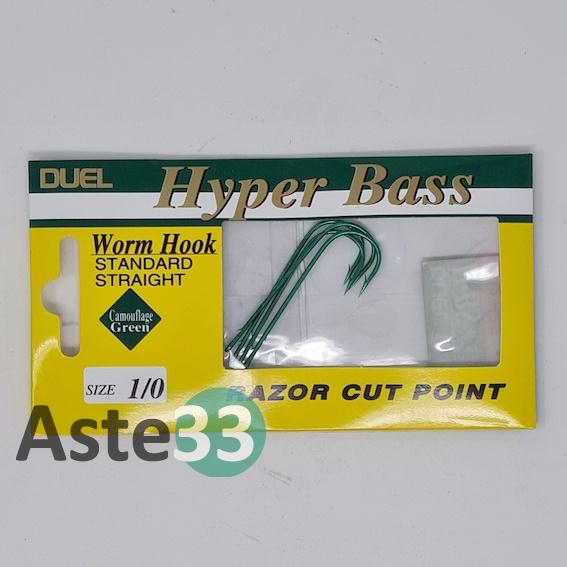 DUEL
Hyper Bass
Worm Hook
STANDARD
STRAIGHT
Camouflage
Green
SIZE 1/0
RAZOR CUT POINT
Aste33